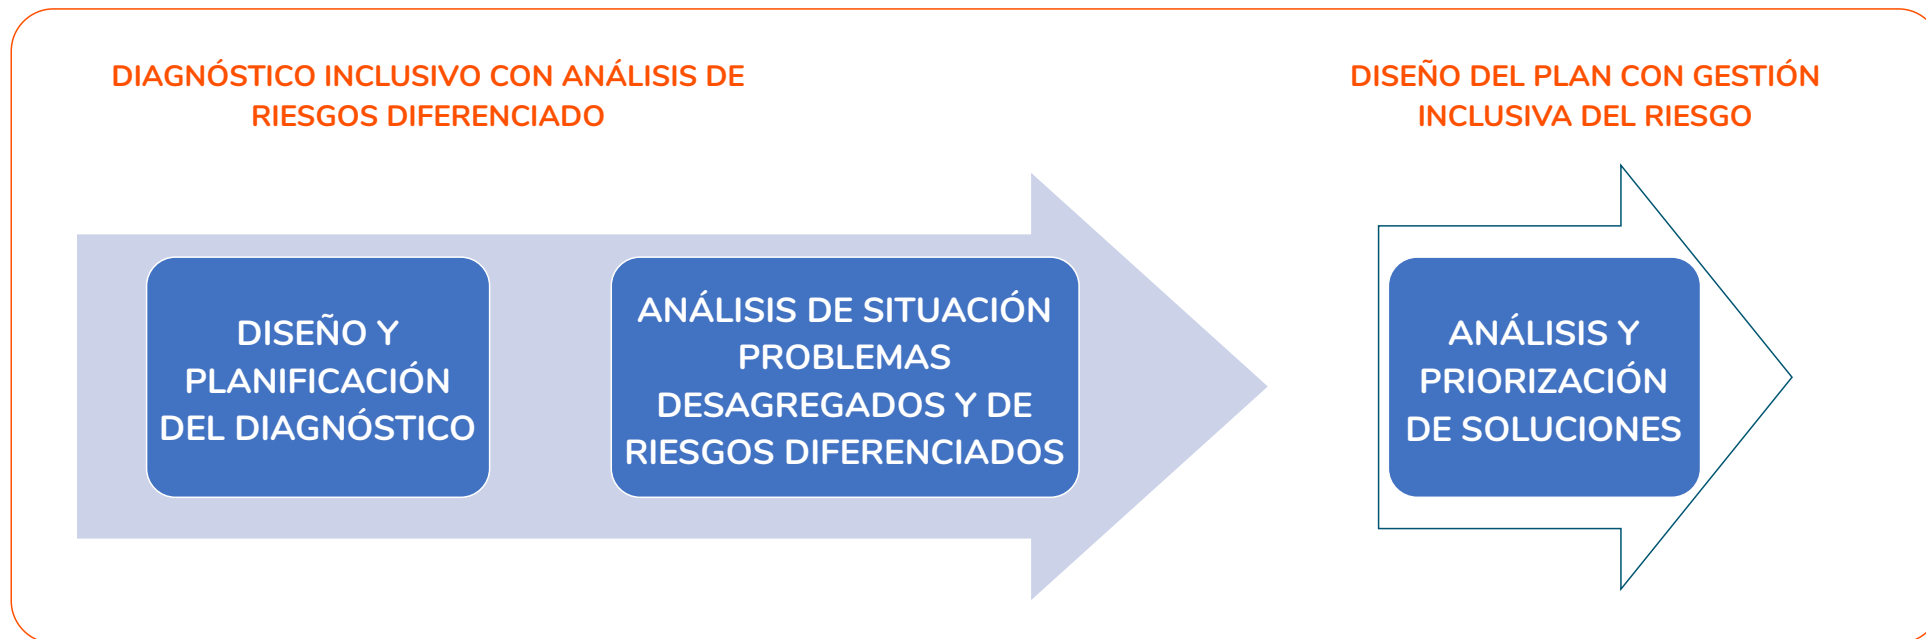 DIAGNÓSTICO INCLUSIVO CON ANÁLISIS DE
RIESGOS DIFERENCIADO
DISEÑO DEL PLAN CON GESTIÓN
INCLUSIVA DEL RIESGO
DISEÑO Y
PLANIFICACIÓN
DEL DIAGNÓSTICO
ANÁLISIS DE SITUACIÓN
PROBLEMAS
DESAGREGADOS Y DE
RIESGOS DIFERENCIADOS
ANÁLISIS Y
PRIORIZACIÓN
DE SOLUCIONES